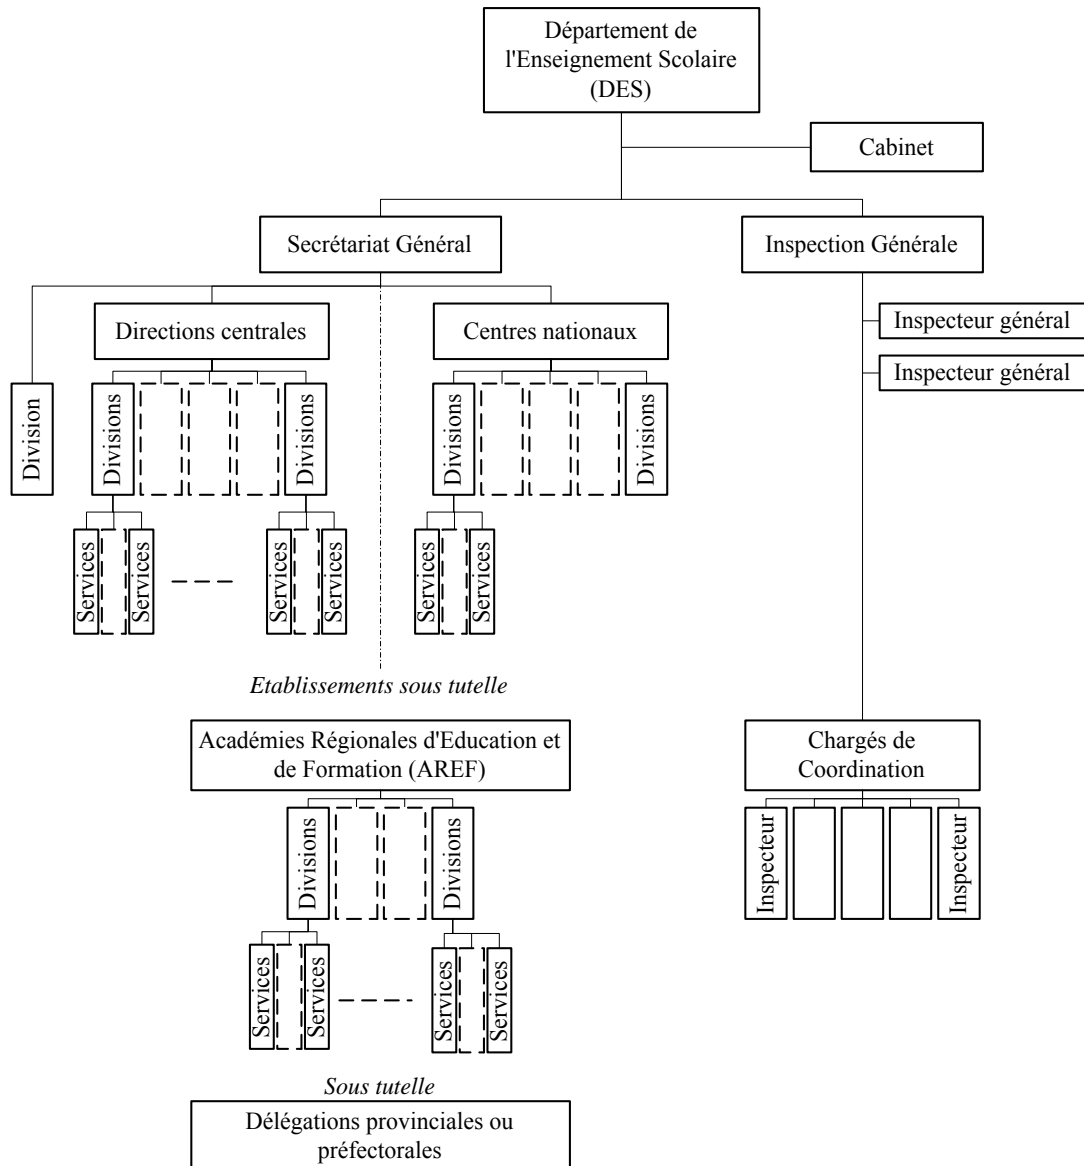 Département de
l'Enseignement Scolaire
(DES)
Cabinet
Secrétariat Général
Inspection Générale
Directions centrales
Centres nationaux
Inspecteur général
Inspecteur général
Division
Divisions
Divisions
Divisions
Divisions
Services
Services
Services
Services
Services
Services
Etablissements sous tutelle
Académies Régionales d'Education et
de Formation (AREF)
Chargés de
Coordination
Divisions
Divisions
Inspecteur
Inspecteur
Services
Services
Services
Services
Sous tutelle
Délégations provinciales ou
préfectorales